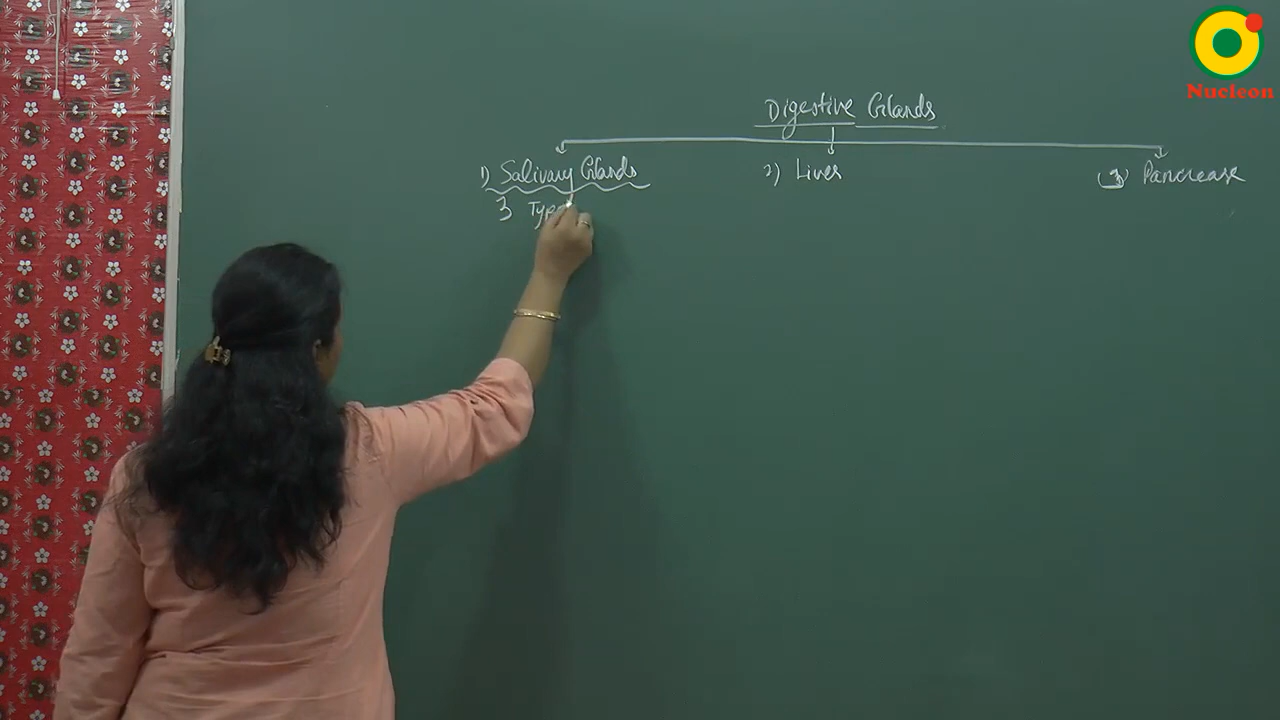 Nucleon
Digestive Glands
1) Salivary Glands
2) Liver
3) Pancrease
3 Type